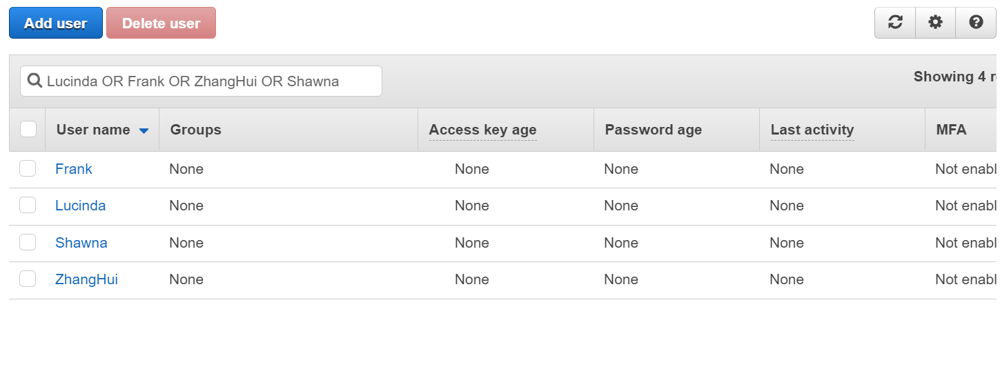 Add user Delete user
Lucinda OR Frank OR ZhangHui OR Shawna
Showing 4 r
User name Groups Access key age Password age Last activity MFA
Frank None None None None Not enabl
Lucinda None None None None Not enabl
Shawna None None None None Not enabl
ZhangHui None None None None Not enabl